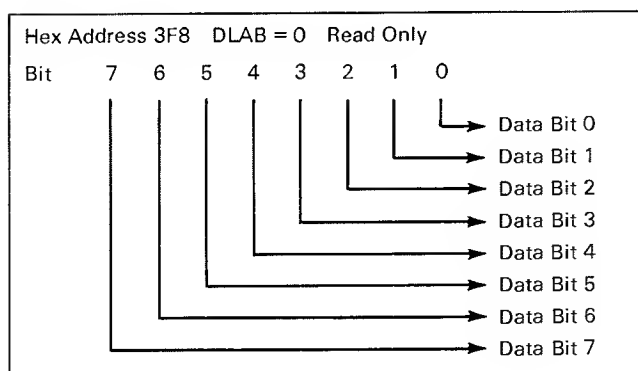 Hex Address 3F8 DLAB = 0 Read Only
Bit 7 6 5 4 3 2 1 0
Data Bit 0
Data Bit 1
Data Bit 2
Data Bit 3
Data Bit 4
Data Bit 5
Data Bit 6
Data Bit 7